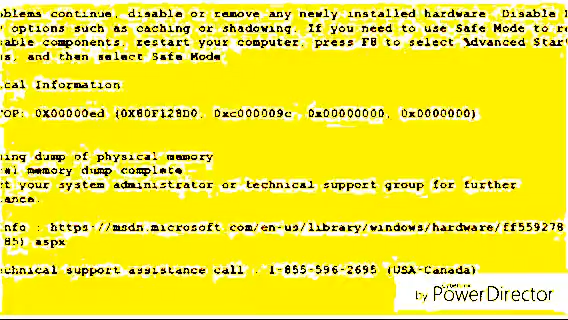 oblems continue, disable or remove any newly installed hardware. Disable
options such as caching or shadowing. If you need to use Safe Mode to r
able components, restart your computer, press F8 to select Advanced Star
s, and then select Safe Mode
cal Information
TOP: 0X00000ed (0X80F128D0, 0xc000009c, 0x00000000, 0x0000000)
ing dump of physical memory
al memory dump complete
t your system administrator or technical support group for further
tance.
info : https://msdn.microsoft.com/en-us/library/windows/hardware/ff559278
85).aspx
chnical support assistance call : 1-855-596-2695 (USA-Canada)
by PowerDirector